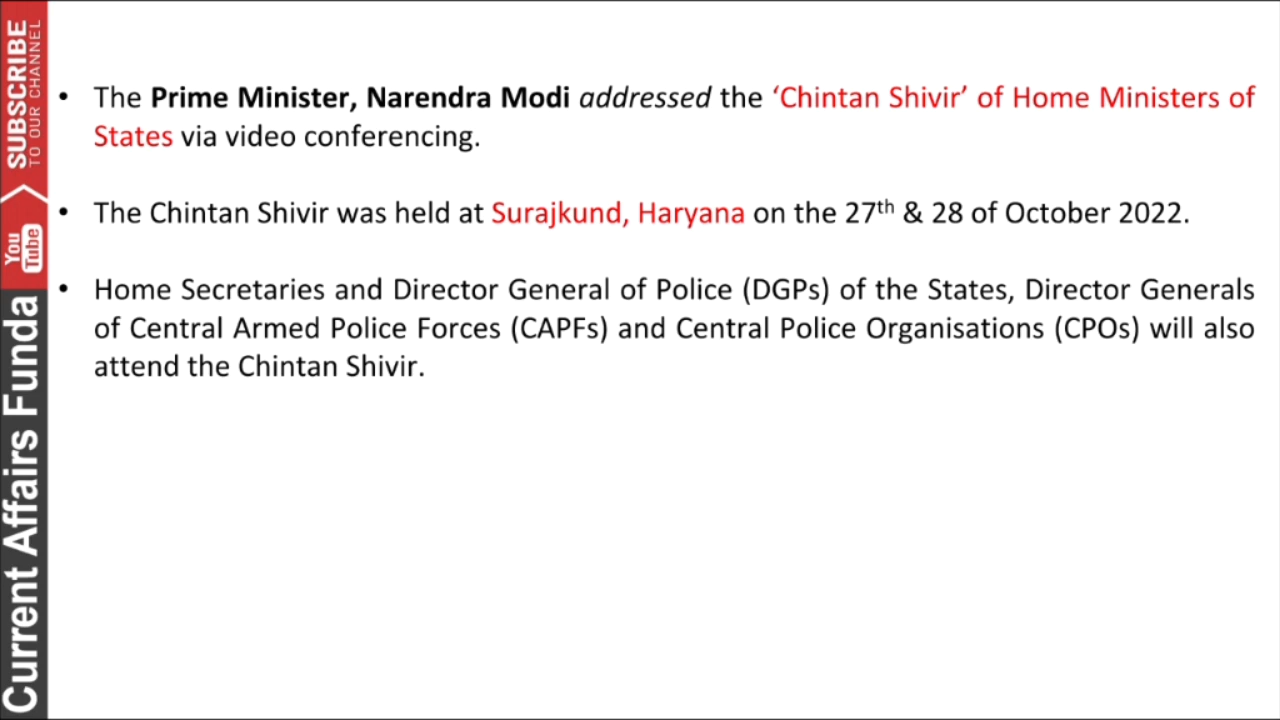 • The Prime Minister, Narendra Modi addressed the ‘Chintan Shivir’ of Home Ministers of
States via video conferencing.
• The Chintan Shivir was held at Surajkund, Haryana on the 27th & 28 of October 2022.
• Home Secretaries and Director General of Police (DGPs) of the States, Director Generals
of Central Armed Police Forces (CAPFs) and Central Police Organisations (CPOs) will also
attend the Chintan Shivir.
SUBSCRIBE
TO OUR CHANNEL
You
Tube
Current Affairs Funda